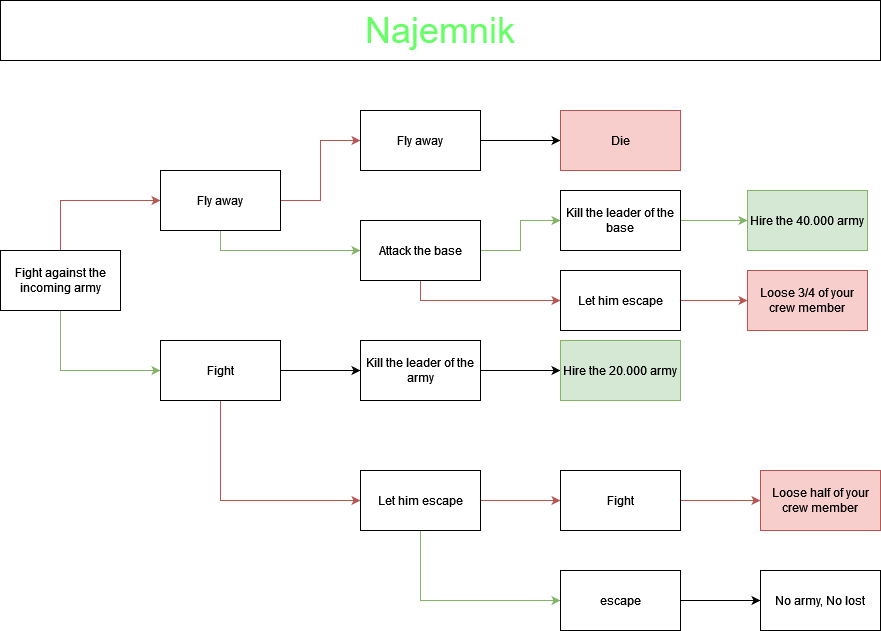 Najemnik
Fly away
Die
Fly away
Kill the leader of the
base
Hire the 40.000 army
Attack the base
Fight against the
incoming army
Let him escape
Loose 3/4 of your
crew member
Fight
Kill the leader of the
army
Hire the 20.000 army
Let him escape
Fight
Loose half of your
crew member
escape
No army, No lost